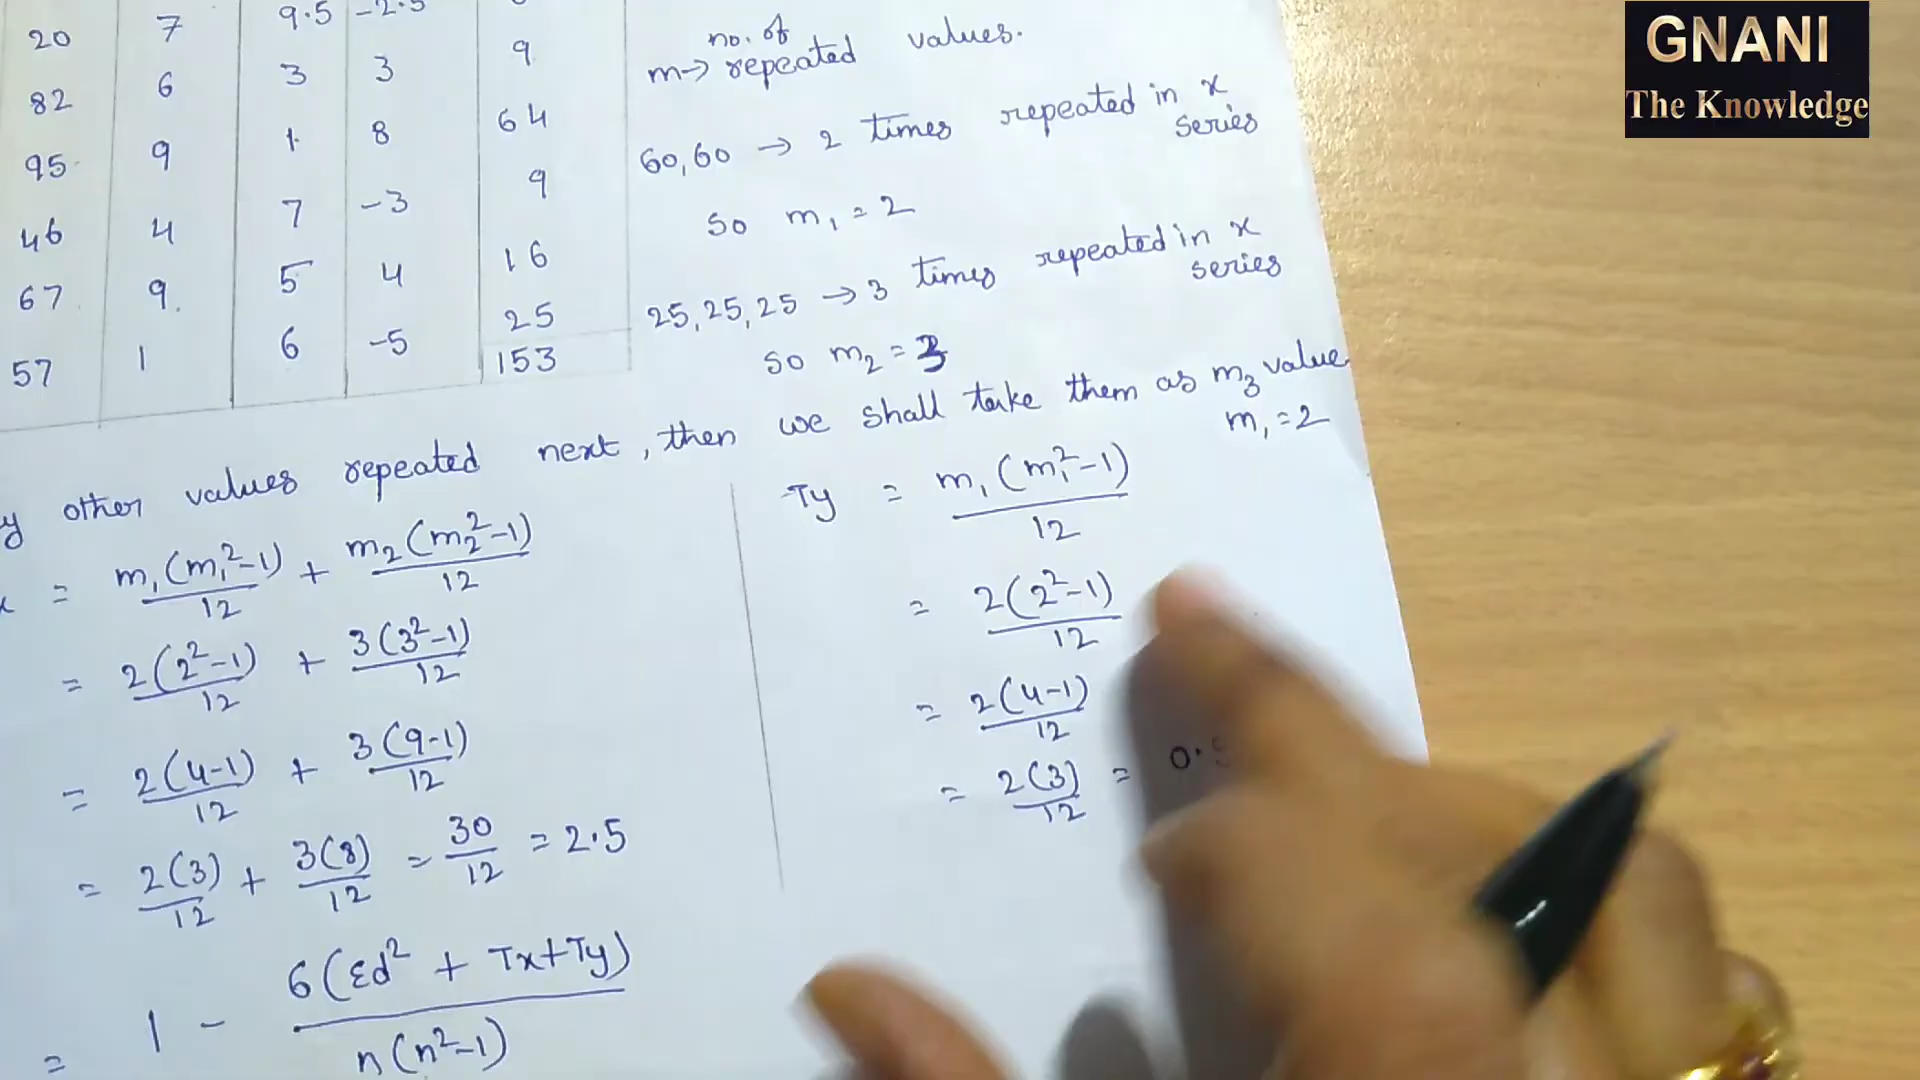 GNANI
The Knowledge
20 7 9.5 -2.5
82 6 3 3 9
95 9 1 8 64
46 4 7 -3 9
67 9 5 4 16
57 1 6 -5 25
153
no. of
m→ repeated values.
60,60 → 2 times repeated in x
series
so m₁ = 2
25,25,25 → 3 times repeated in x
series
so m₂ = 3
other values repeated next, then we shall take them as m₃ value
= m₁(m₁²-1)/12 + m₂(m₂²-1)/12
= 2(2²-1)/12 + 3(3²-1)/12
= 2(4-1)/12 + 3(9-1)/12
= 2(3)/12 + 3(8)/12 = 30/12 = 2.5
m₁ = 2
Ty = m₁(m₁²-1)/12
= 2(2²-1)/12
= 2(4-1)/12
= 2(3)/12 =
= 1 - 6(Σd² + Tx+Ty)/n(n²-1)